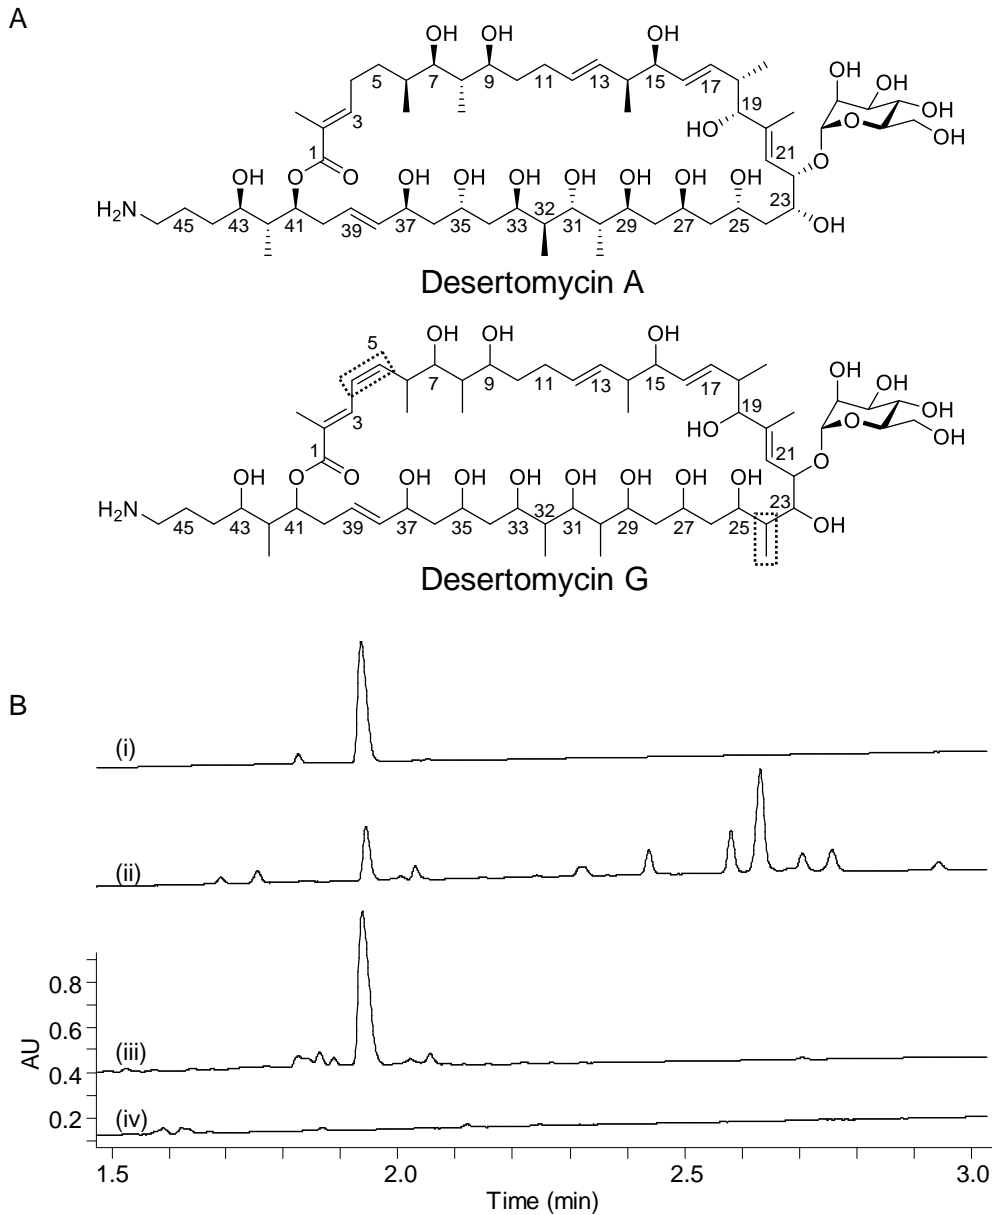 A
OH OH OH
5 7 9 11 13 15 17
OH
OH
3 19 OH
HO O
1 O 21 OH
OH O O OH OH OH OH OH OH OH OH O
H2N 32 23
45 43 41 39 37 35 33 31 29 27 25 OH
Desertomycin A
5 OH OH OH
7 9 11 13 15 17
OH
OH
3 19 OH
HO O
1 O 21 OH
OH O O OH OH OH OH OH OH OH OH O
H2N 32 23
45 43 41 39 37 35 33 31 29 27 25 OH
Desertomycin G
B
(i)
(ii)
(iii)
(iv)
0.8
0.6
0.4
0.2
AU
1.5 2.0 2.5 3.0
Time (min)